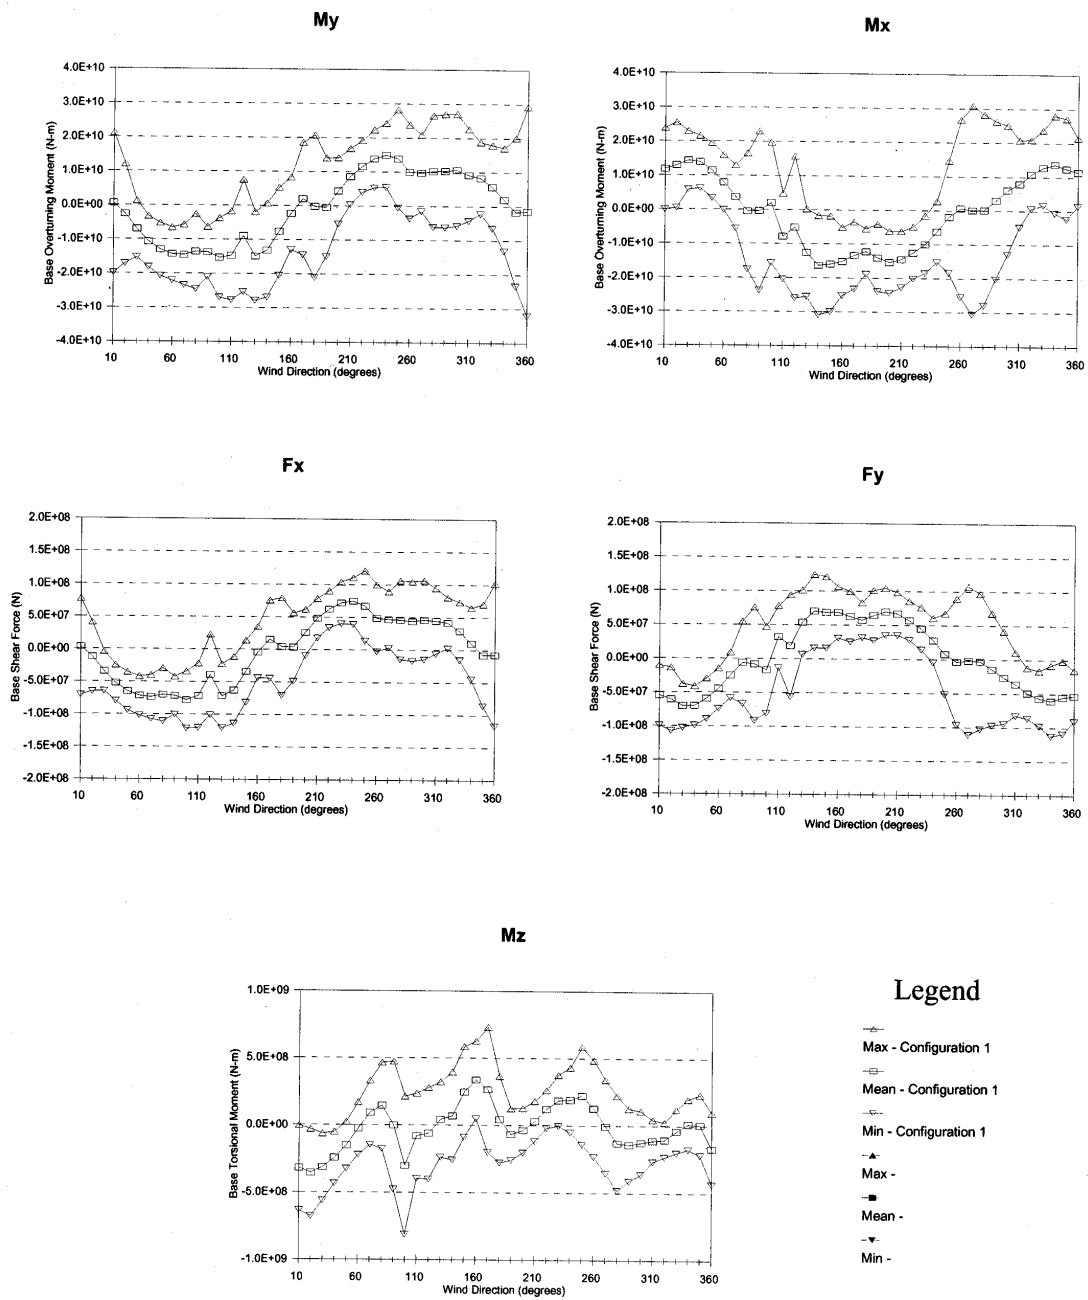 My
4.0E+10
3.0E+10
2.0E+10
1.0E+10
0.0E+00
-1.0E+10
-2.0E+10
-3.0E+10
-4.0E+10
Base Overturning Moment (N-m)
10 60 110 160 210 260 310 360
Wind Direction (degrees)
Mx
4.0E+10
3.0E+10
2.0E+10
1.0E+10
0.0E+00
-1.0E+10
-2.0E+10
-3.0E+10
-4.0E+10
Base Overturning Moment (N-m)
10 60 110 160 210 260 310 360
Wind Direction (degrees)
Fx
2.0E+08
1.5E+08
1.0E+08
5.0E+07
0.0E+00
-5.0E+07
-1.0E+08
-1.5E+08
-2.0E+08
Base Shear Force (N)
10 60 110 160 210 260 310 360
Wind Direction (degrees)
Fy
2.0E+08
1.5E+08
1.0E+08
5.0E+07
0.0E+00
-5.0E+07
-1.0E+08
-1.5E+08
-2.0E+08
Base Shear Force (N)
10 60 110 160 210 260 310 360
Wind Direction (degrees)
Mz
1.0E+09
5.0E+08
0.0E+00
-5.0E+08
-1.0E+09
Base Torsional Moment (N-m)
10 60 110 160 210 260 310 360
Wind Direction (degrees)
Legend
Max - Configuration 1
Mean - Configuration 1
Min - Configuration 1
Max -
Mean -
Min -